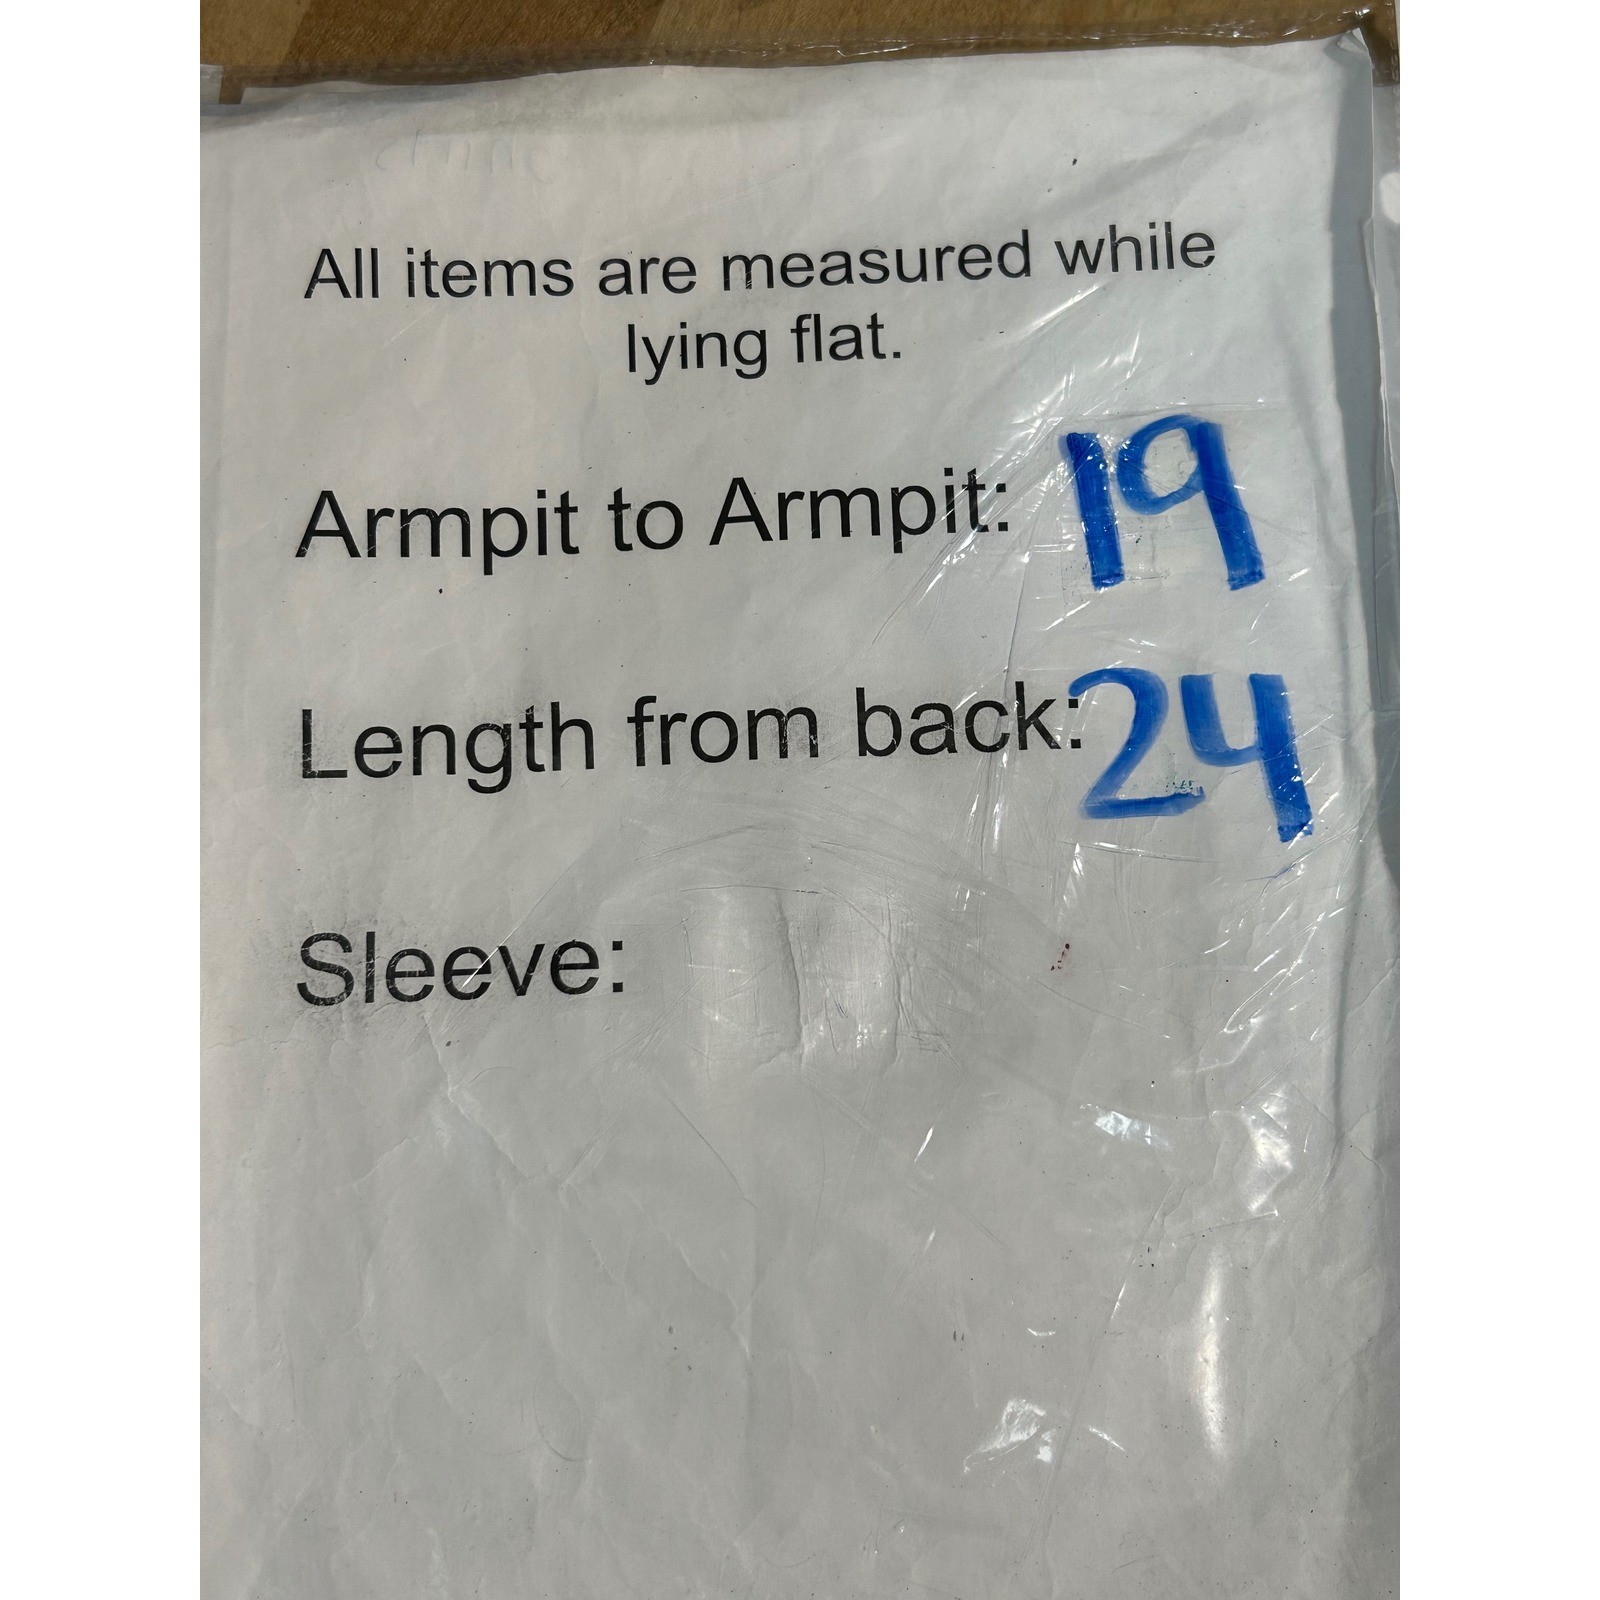 All items are measured while
lying flat.
Armpit to Armpit: 19
Length from back: 24
Sleeve: